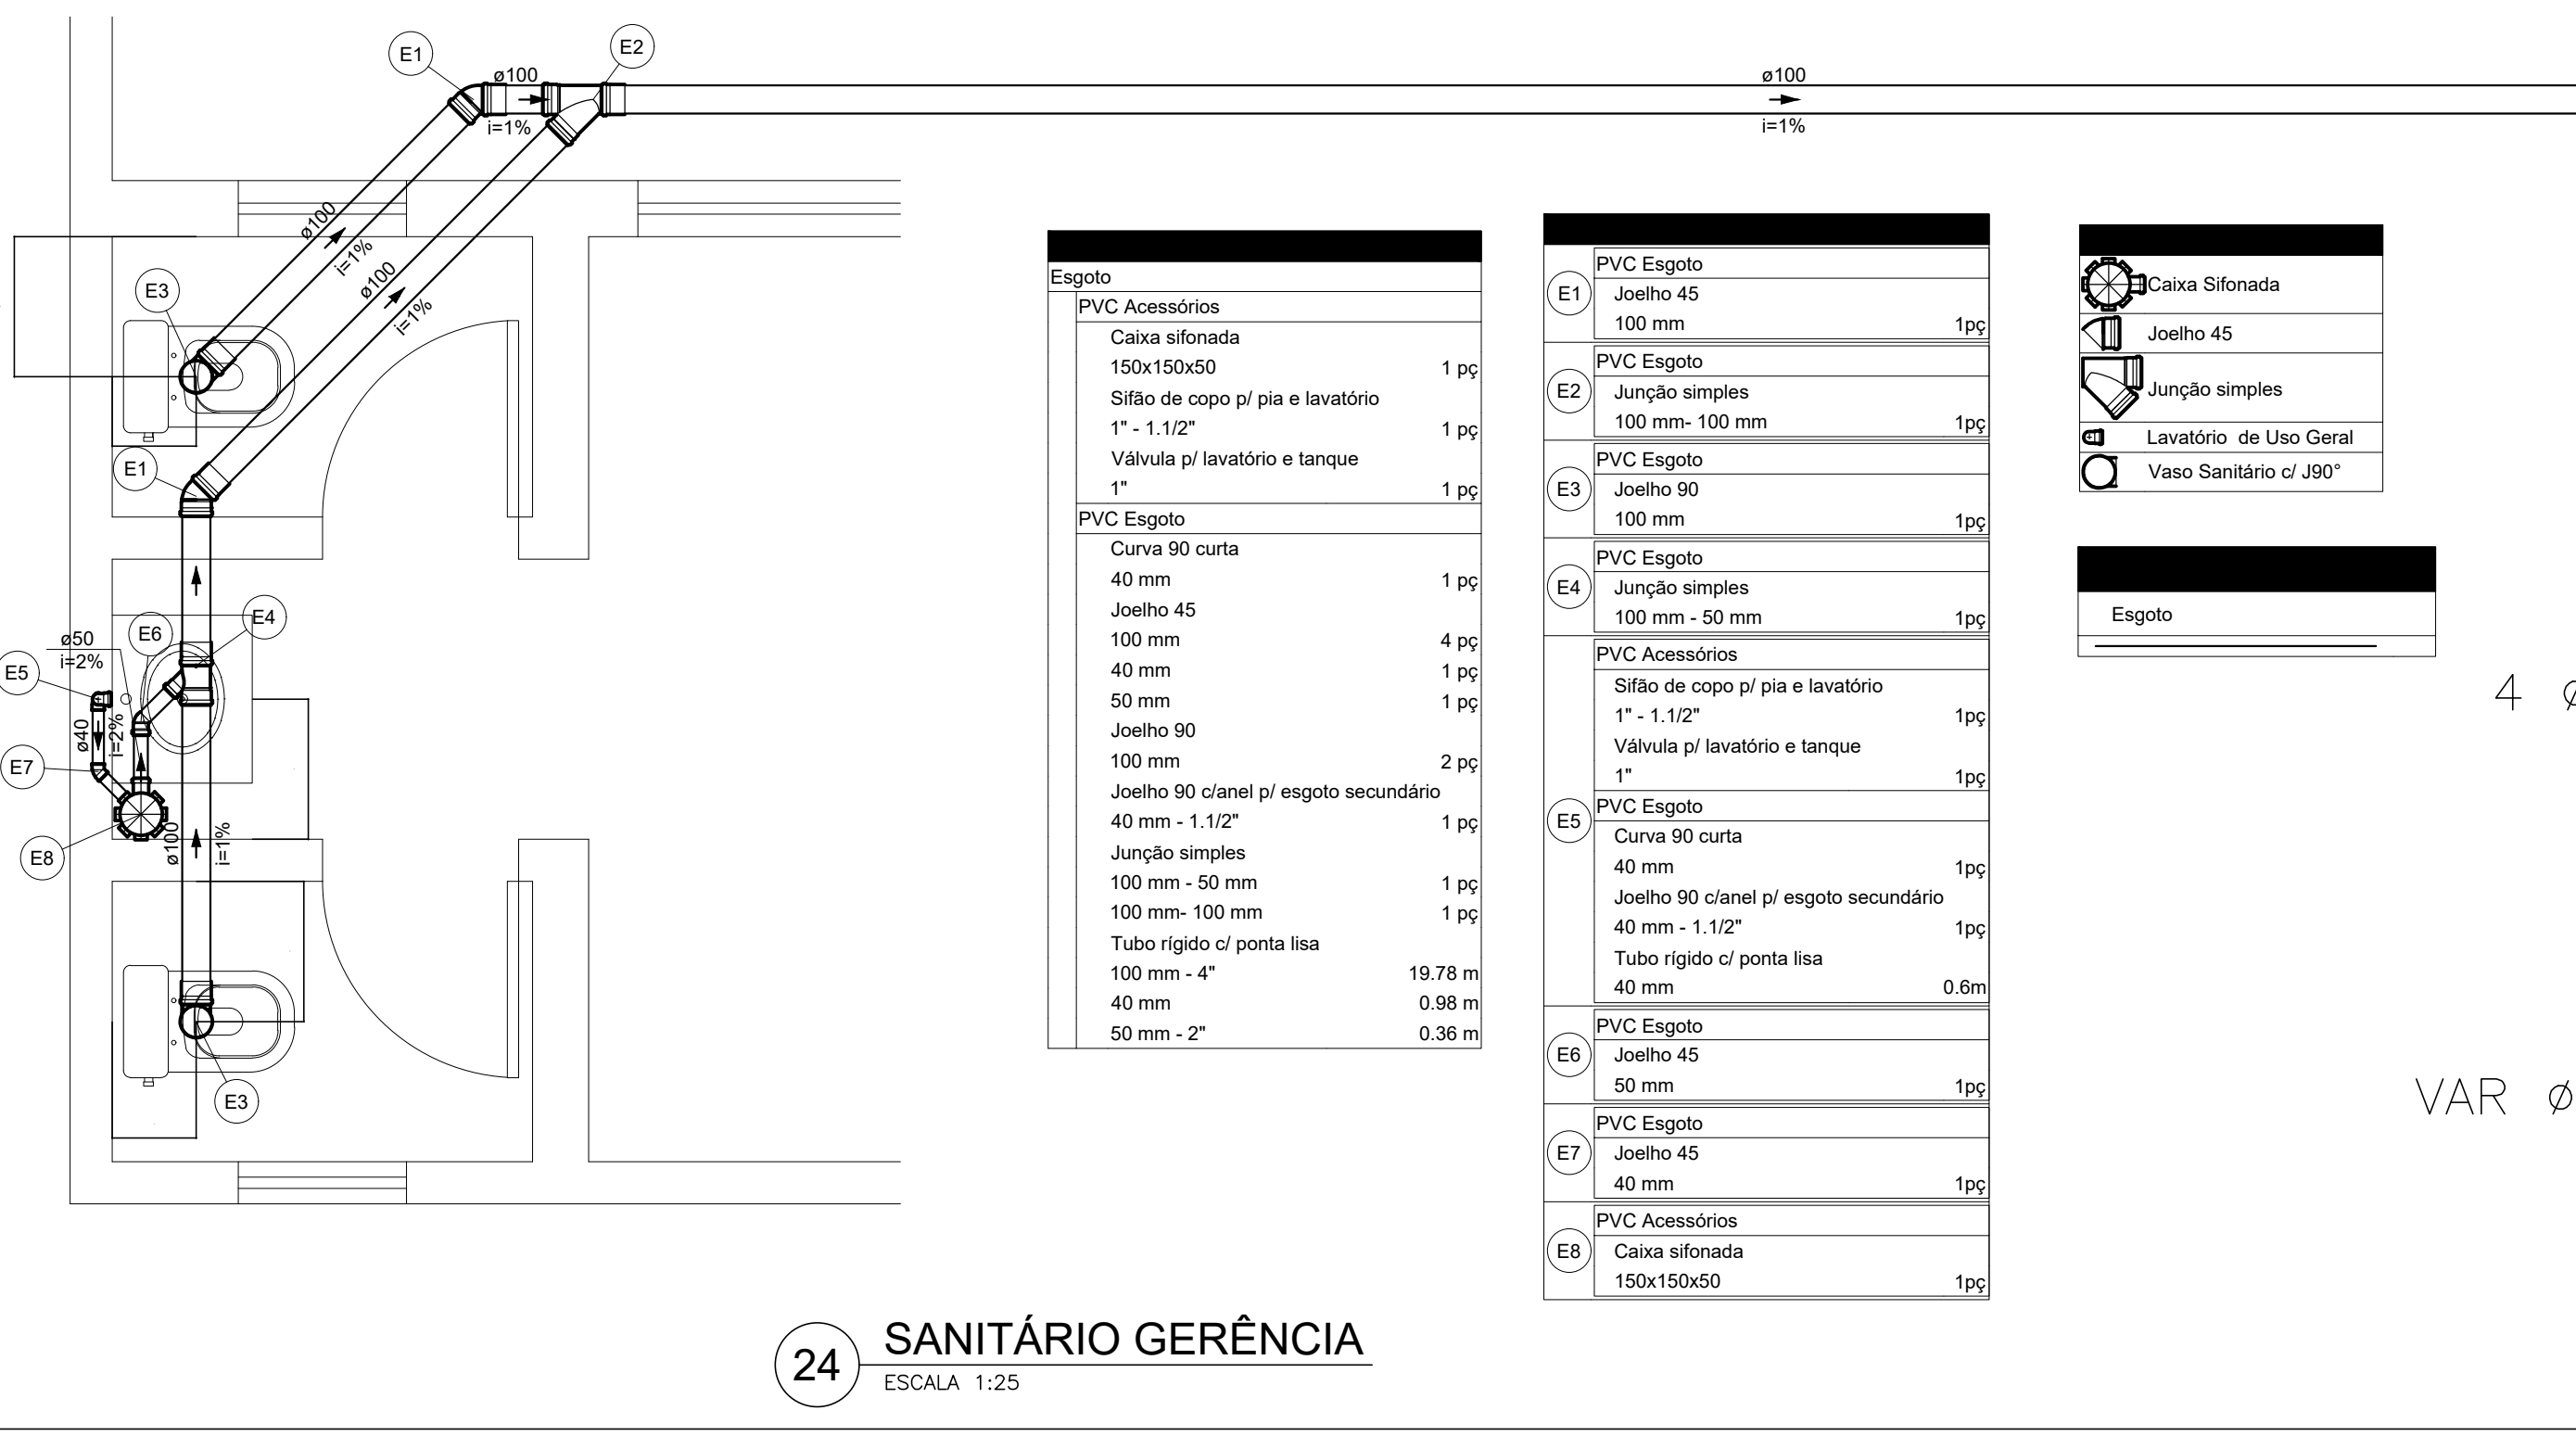 E1
E2
ø100
i=1%
ø100
i=1%
ø100
i=1%
ø100
i=1%
E3
E1
E4
E6
ø50
i=2%
E5
ø40
i=2%
E7
E8
ø100
i=1%
E3
Esgoto
PVC Acessórios
Caixa sifonada
150x150x50 1 pç
Sifão de copo p/ pia e lavatório
1" - 1.1/2" 1 pç
Válvula p/ lavatório e tanque
1" 1 pç
PVC Esgoto
Curva 90 curta
40 mm 1 pç
Joelho 45
100 mm 4 pç
40 mm 1 pç
50 mm 1 pç
Joelho 90
100 mm 2 pç
Joelho 90 c/anel p/ esgoto secundário
40 mm - 1.1/2" 1 pç
Junção simples
100 mm - 50 mm 1 pç
100 mm- 100 mm 1 pç
Tubo rígido c/ ponta lisa
100 mm - 4" 19.78 m
40 mm 0.98 m
50 mm - 2" 0.36 m
E1
PVC Esgoto
Joelho 45
100 mm 1pç
E2
PVC Esgoto
Junção simples
100 mm- 100 mm 1pç
E3
PVC Esgoto
Joelho 90
100 mm 1pç
E4
PVC Esgoto
Junção simples
100 mm - 50 mm 1pç
E5
PVC Acessórios
Sifão de copo p/ pia e lavatório
1" - 1.1/2" 1pç
Válvula p/ lavatório e tanque
1" 1pç
PVC Esgoto
Curva 90 curta
40 mm 1pç
Joelho 90 c/anel p/ esgoto secundário
40 mm - 1.1/2" 1pç
Tubo rígido c/ ponta lisa
40 mm 0.6m
E6
PVC Esgoto
Joelho 45
50 mm 1pç
E7
PVC Esgoto
Joelho 45
40 mm 1pç
E8
PVC Acessórios
Caixa sifonada
150x150x50 1pç
Caixa Sifonada
Joelho 45
Junção simples
Lavatório de Uso Geral
Vaso Sanitário c/ J90°
Esgoto
4 ø
VAR ø
24
SANITÁRIO GERÊNCIA
ESCALA 1:25